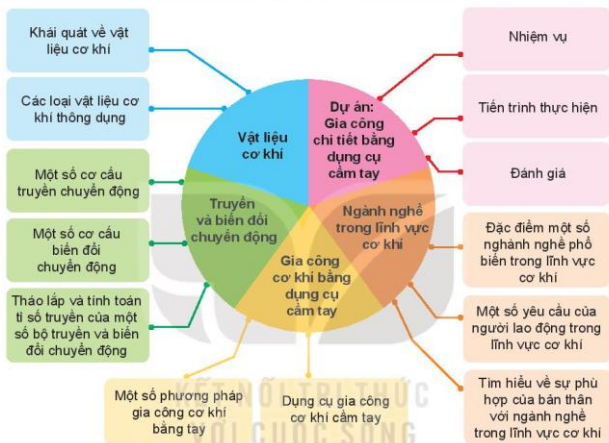 Khái quát về vật
liệu cơ khí
Các loại vật liệu cơ
khí thông dụng
Một số cơ cấu
truyền chuyển động
Một số cơ cấu
biến đổi
chuyển động
Tháo lắp và tính toán
tỉ số truyền của một
số bộ truyền và biến
đổi chuyển động
Vật liệu
cơ khí
Dự án:
Gia công
chi tiết bằng
dụng cụ
cầm tay
Truyền
và biến đổi
chuyển động
Ngành nghề
trong lĩnh vực
cơ khí
Gia công
cơ khí bằng
dụng cụ
cầm tay
Nhiệm vụ
Tiến trình thực hiện
Đánh giá
Đặc điểm một số
nghành nghề phổ
biến trong lĩnh vực
cơ khí
Một số yêu cầu của
người lao động trong
lĩnh vực cơ khí
Tìm hiểu về sự phù
hợp của bản thân
với ngành nghề
trong lĩnh vực cơ khí
Một số phương pháp
gia công cơ khí
bằng tay
Dụng cụ gia công
cơ khí cầm tay
KẾT NỐI TRI THỨC
VỚI CUỘC SỐNG